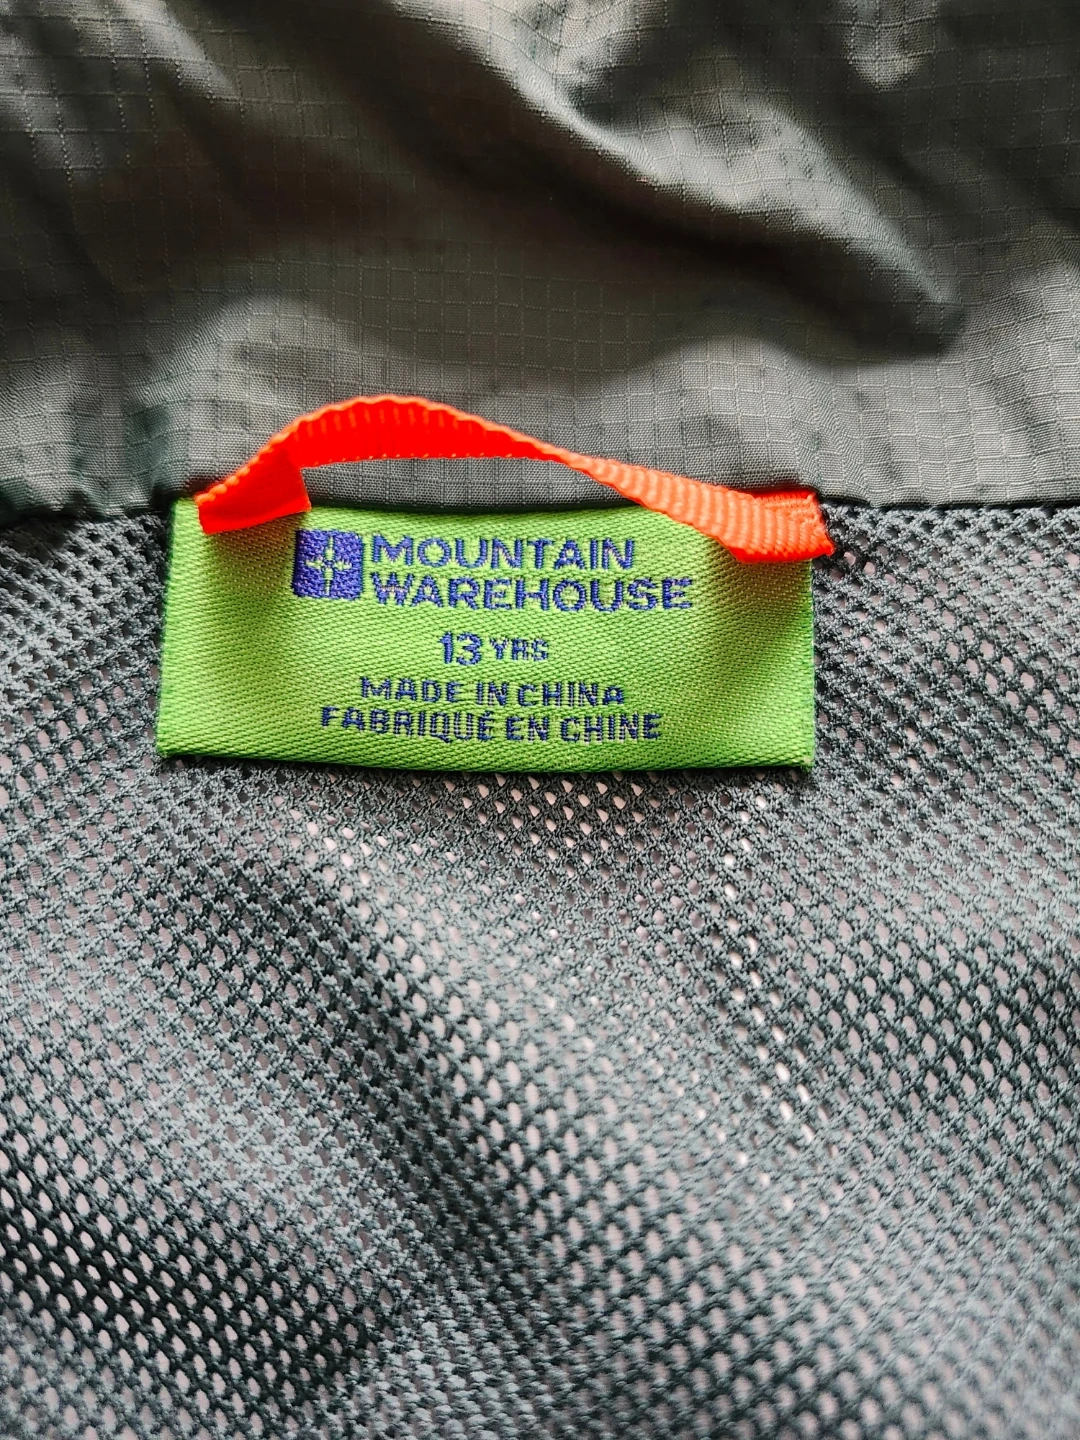 MOUNTAIN
WAREHOUSE
13 YRS
MADE IN CHINA
FABRIQUÉ EN CHINE